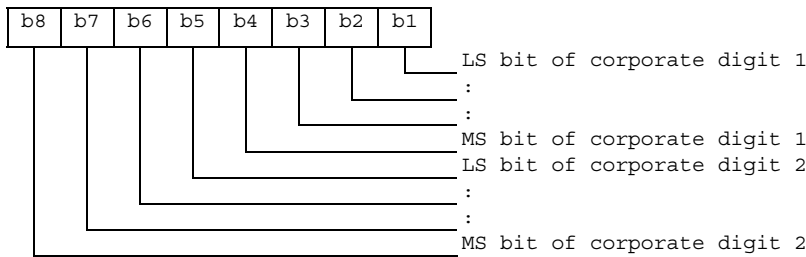 b8 b7 b6 b5 b4 b3 b2 b1
LS bit of corporate digit 1
:
:
MS bit of corporate digit 1
LS bit of corporate digit 2
:
:
MS bit of corporate digit 2